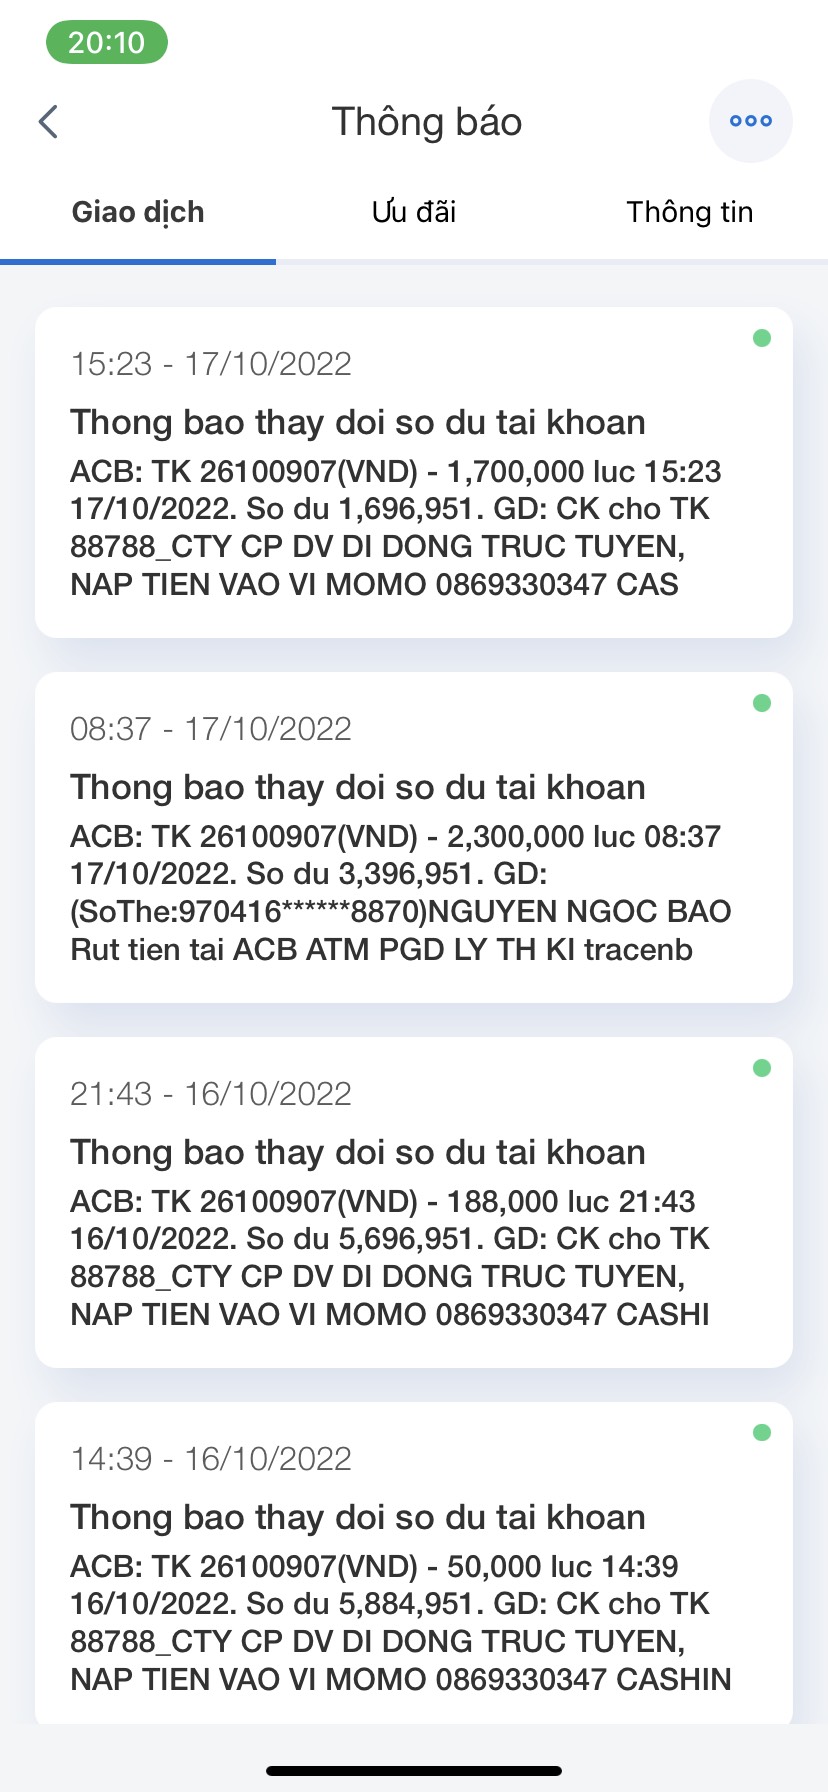 20:10
Thông báo
Giao dịch
Ưu đãi
Thông tin
15:23 - 17/10/2022
Thong bao thay doi so du tai khoan
ACB: TK 26100907(VND) - 1,700,000 luc 15:23
17/10/2022. So du 1,696,951. GD: CK cho TK
88788_CTY CP DV DI DONG TRUC TUYEN,
NAP TIEN VAO VI MOMO 0869330347 CAS
08:37 - 17/10/2022
Thong bao thay doi so du tai khoan
ACB: TK 26100907(VND) - 2,300,000 luc 08:37
17/10/2022. So du 3,396,951. GD:
(SoThe:970416******8870)NGUYEN NGOC BAO
Rut tien tai ACB ATM PGD LY TH KI tracenb
21:43 - 16/10/2022
Thong bao thay doi so du tai khoan
ACB: TK 26100907(VND) - 188,000 luc 21:43
16/10/2022. So du 5,696,951. GD: CK cho TK
88788_CTY CP DV DI DONG TRUC TUYEN,
NAP TIEN VAO VI MOMO 0869330347 CASHI
14:39 - 16/10/2022
Thong bao thay doi so du tai khoan
ACB: TK 26100907(VND) - 50,000 luc 14:39
16/10/2022. So du 5,884,951. GD: CK cho TK
88788_CTY CP DV DI DONG TRUC TUYEN,
NAP TIEN VAO VI MOMO 0869330347 CASHIN